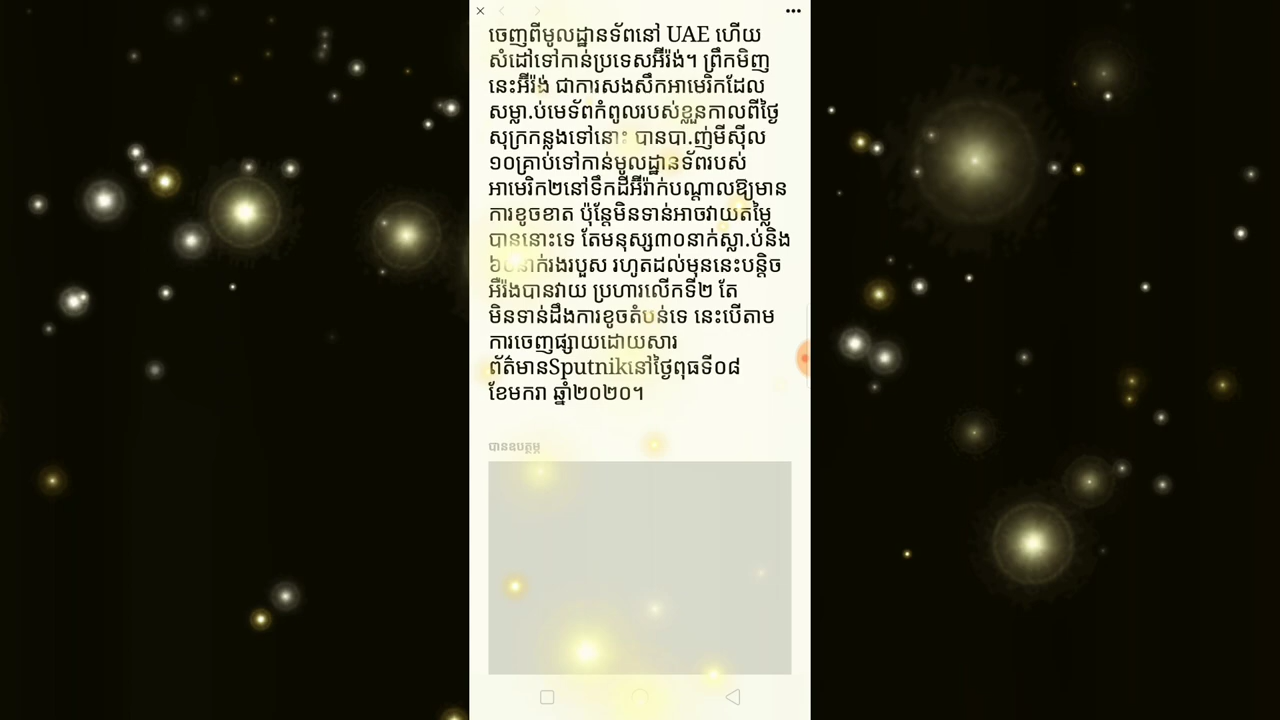 ចេញពីមូលដ្ឋានទ័ពនៅ UAE ហើយ
សំដៅទៅកាន់ប្រទេសអ៊ីរ៉ង់។ ព្រឹកមិញ
នេះអ៊ីរ៉ង់ ជាការសងសឹកអាមេរិកដែល
សម្លា.ប់មេទ័ពកំពូលរបស់ខ្លួនកាលពីថ្ងៃ
សុក្រកន្លងទៅនោះ បានបា.ញ់មីស៊ីល
១០គ្រាប់ទៅកាន់មូលដ្ឋានទ័ពរបស់
អាមេរិក២នៅទឹកដីអ៊ីរ៉ាក់បណ្តាលឱ្យមាន
ការខូចខាត ប៉ុន្តែមិនទាន់អាចវាយតម្លៃ
បាននោះទេ តែមនុស្ស៣០នាក់ស្លា.ប់និង
៦០នាក់រងរបួស រហូតដល់មុននេះបន្តិច
អ៊ីរ៉ងបានវាយ ប្រហារលើកទី២ តែ
មិនទាន់ដឹងការខូចតំបន់ទេ នេះបើតាម
ការចេញផ្សាយដោយសារ
ព័ត៌មានSputnikនៅថ្ងៃពុធទី០៨
ខែមករា ឆ្នាំ២០២០។
បានឧបត្ថម្ភ